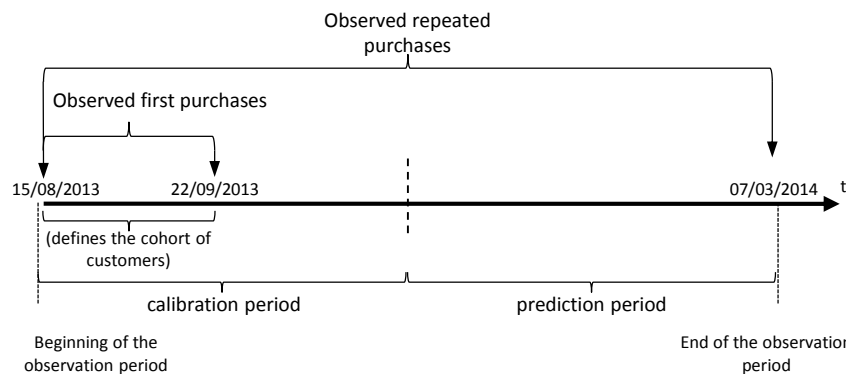 Observed repeated
purchases
Observed first purchases
15/08/2013
22/09/2013
07/03/2014
t
(defines the cohort of
customers)
calibration period
prediction period
Beginning of the
observation period
End of the observation
period